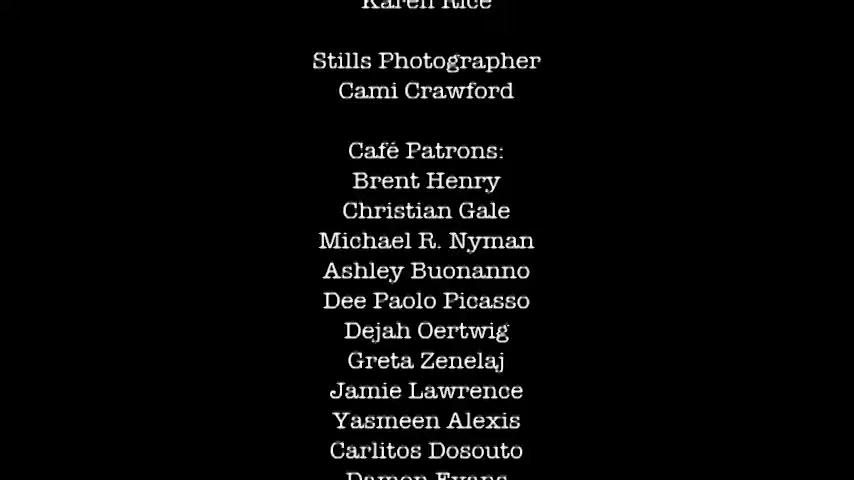 Karen Rice
Stills Photographer
Cami Crawford
Café Patrons:
Brent Henry
Christian Gale
Michael R. Nyman
Ashley Buonanno
Dee Paolo Picasso
Dejah Oertwig
Greta Zenelaj
Jamie Lawrence
Yasmeen Alexis
Carlitos Dosouto
Damon Evans